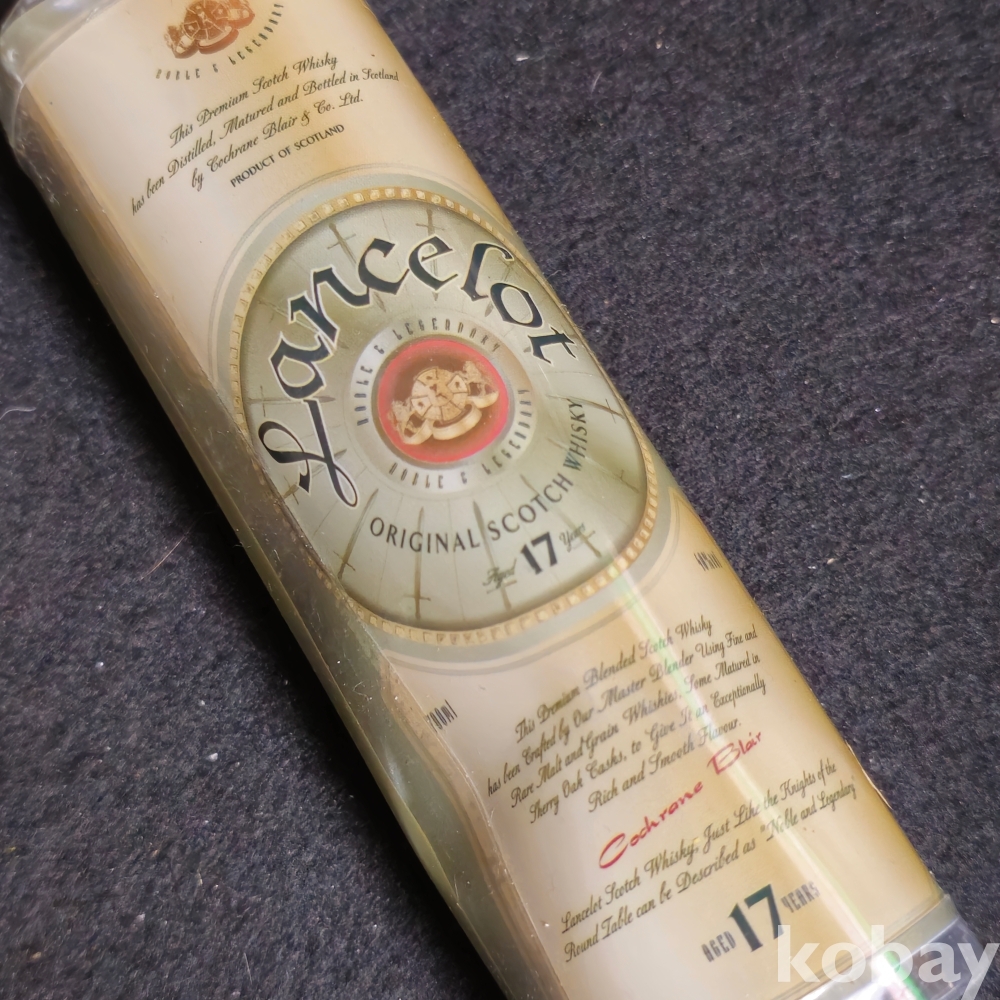 NOBLE & LEGENDARY
This Premium Scotch Whisky
has been Distilled, Matured and Bottled in Scotland
by Cochrane Blair & Co. Ltd.
PRODUCT OF SCOTLAND
Lancelot
NOBLE & LEGENDARY
NOBLE & LEGENDARY
ORIGINAL SCOTCH WHISKY
Aged 17 Years
700ml
This Premium Blended Scotch Whisky
has been Crafted by Our Master Blender Using Fine and
Rare Malt and Grain Whiskies, Some Matured in
Sherry Oak Casks, to Give It an Exceptionally
Rich and Smooth Flavour.
Cochrane Blair
Lancelot Scotch Whisky, Just Like the Knights of the
Round Table can be Described as "Noble and Legendary"
AGED 17 YEARS
kobay